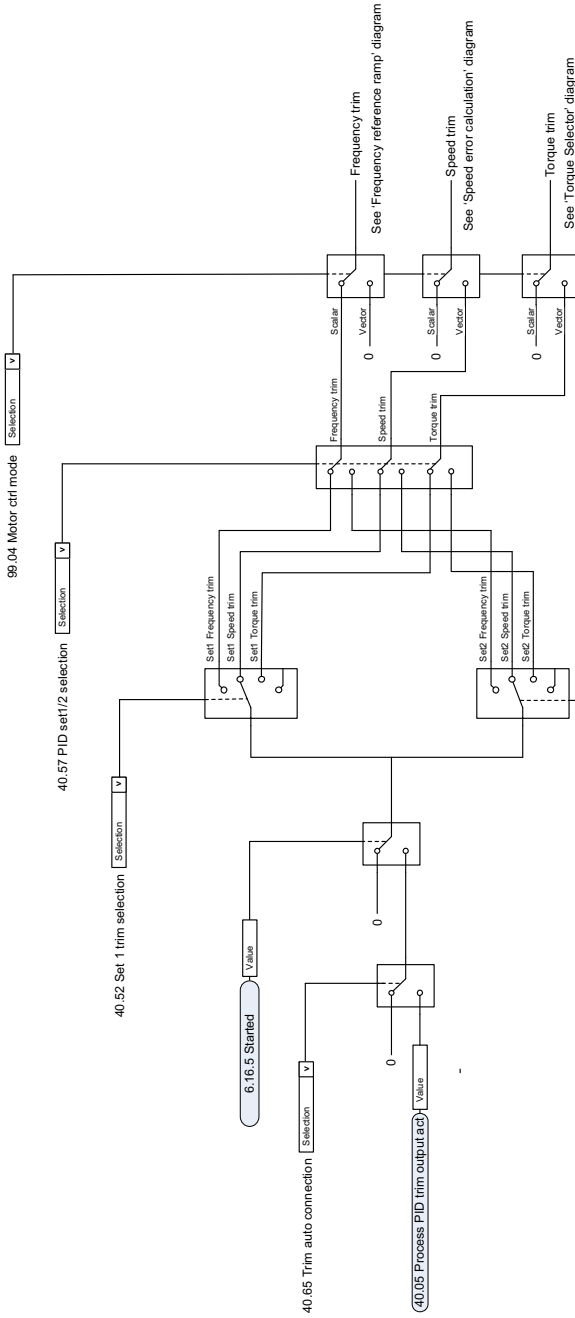 99.04 Motor ctrl mode
Selection
v
40.57 PID set1/2 selection
Selection
v
40.52 Set 1 trim selection
Selection
v
6.16.5 Started
Value
40.65 Trim auto connection
Selection
v
40.05 Process PID trim output act
Value
-
0
0
Set1 Frequency trim
Set1 Speed trim
Set1 Torque trim
Set2 Frequency trim
Set2 Speed trim
Set2 Torque trim
Frequency trim
Speed trim
Torque trim
Scalar
Vector
0
Frequency trim
See 'Frequency reference ramp' diagram
Scalar
0
Vector
Speed trim
See 'Speed error calculation' diagram
Scalar
0
Vector
Torque trim
See 'Torque Selector' diagram